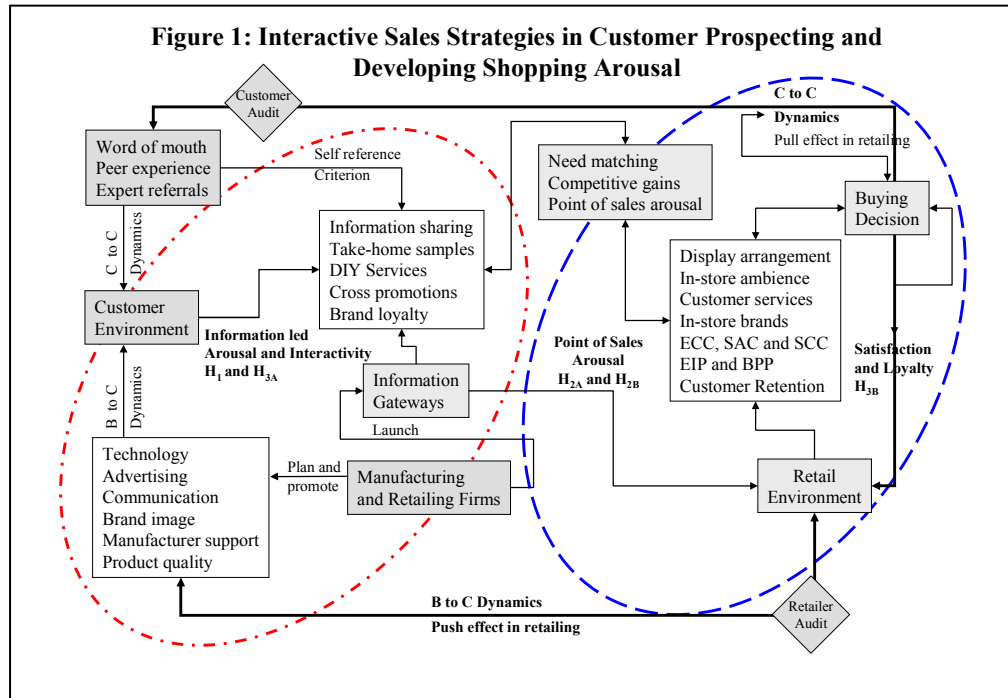 Figure 1: Interactive Sales Strategies in Customer Prospecting and
Developing Shopping Arousal
Customer
Audit
C to C
Dynamics
Pull effect in retailing
Word of mouth
Peer experience
Expert referrals
Self reference
Criterion
Need matching
Competitive gains
Point of sales arousal
Buying
Decision
C to C
Dynamics
Information sharing
Take-home samples
DIY Services
Cross promotions
Brand loyalty
Display arrangement
In-store ambience
Customer services
In-store brands
ECC, SAC and SCC
EIP and BPP
Customer Retention
Customer
Environment
Information led
Arousal and Interactivity
H1 and H3A
Point of Sales
Arousal
H2A and H2B
Satisfaction
and Loyalty
H3B
B to C
Dynamics
Information
Gateways
Launch
Technology
Advertising
Communication
Brand image
Manufacturer support
Product quality
Plan and
promote
Manufacturing
and Retailing Firms
Retail
Environment
B to C Dynamics
Push effect in retailing
Retailer
Audit